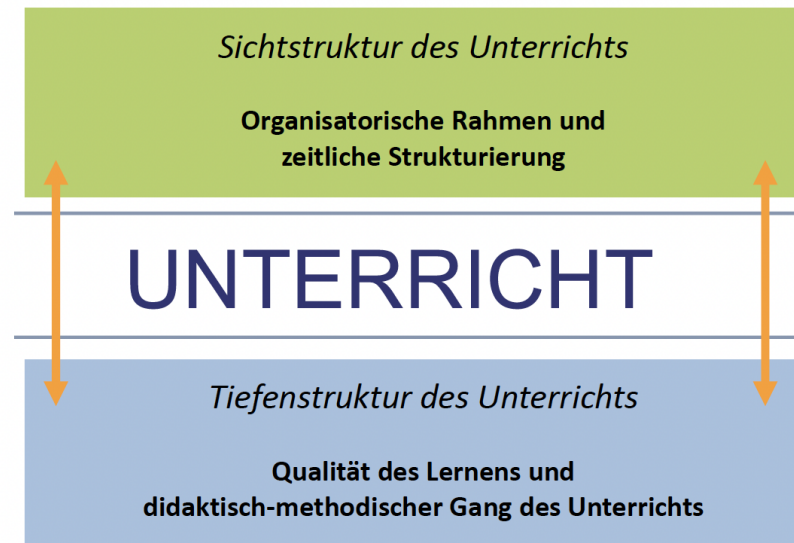 Sichtstruktur des Unterrichts
Organisatorische Rahmen und
zeitliche Strukturierung
UNTERRICHT
Tiefenstruktur des Unterrichts
Qualität des Lernens und
didaktisch-methodischer Gang des Unterrichts